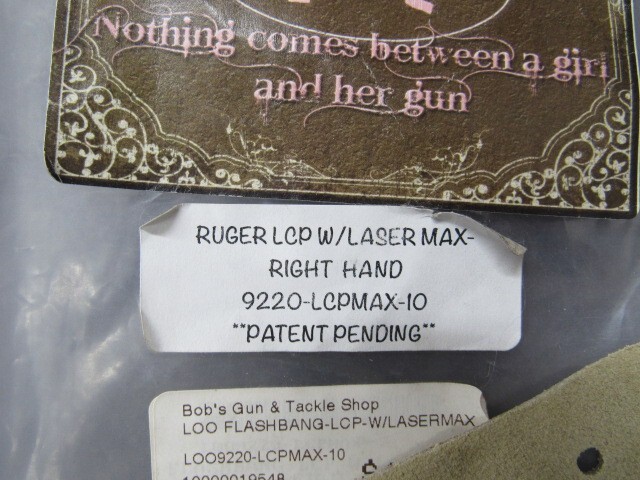 Nothing comes between a girl
and her gun
RUGER LCP W/LASER MAX-
RIGHT HAND
9220-LCPMAX-10
**PATENT PENDING**
Bob's Gun & Tackle Shop
LOO FLASHBANG-LCP-W/LASERMAX
LOO9220-LCPMAX-10
$